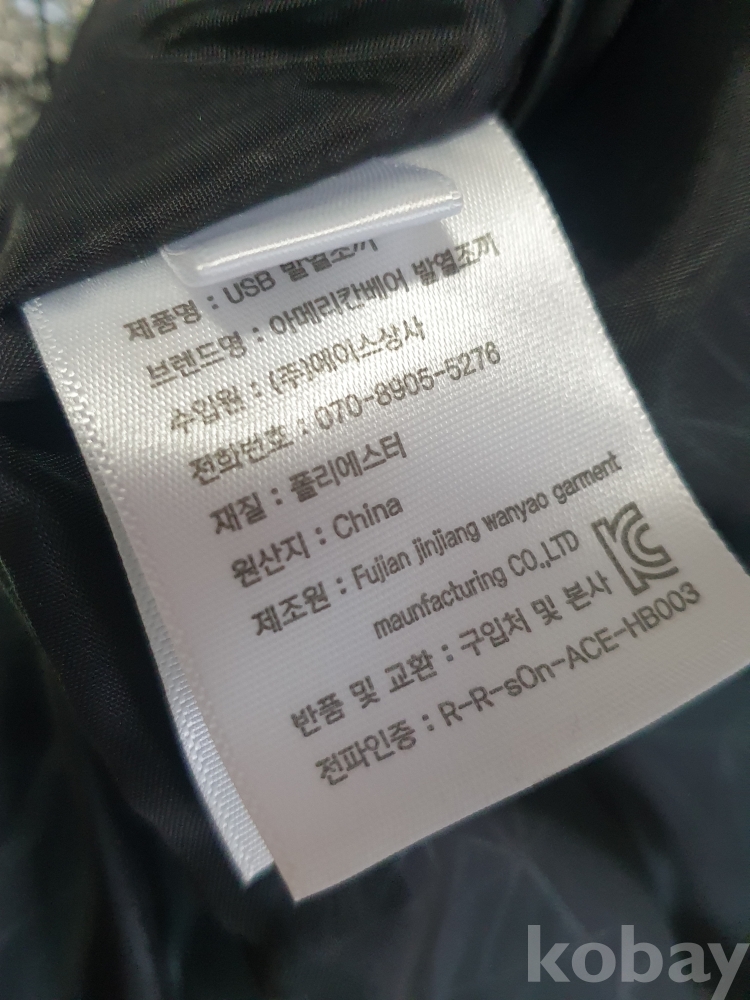 제품명 : USB 발열조끼
브렌드명 : 아메리칸베어 발열조끼
수입원 : (주)에이스상사
전화번호 : 070-8905-5276
재질 : 폴리에스터
원산지 : China
제조원 : Fujian jinjiang wanyao garment
maunfacturing CO.,LTD
반품 및 교환 : 구입처 및 본사
전파인증 : R-R-sOn-ACE-HB003
kobay